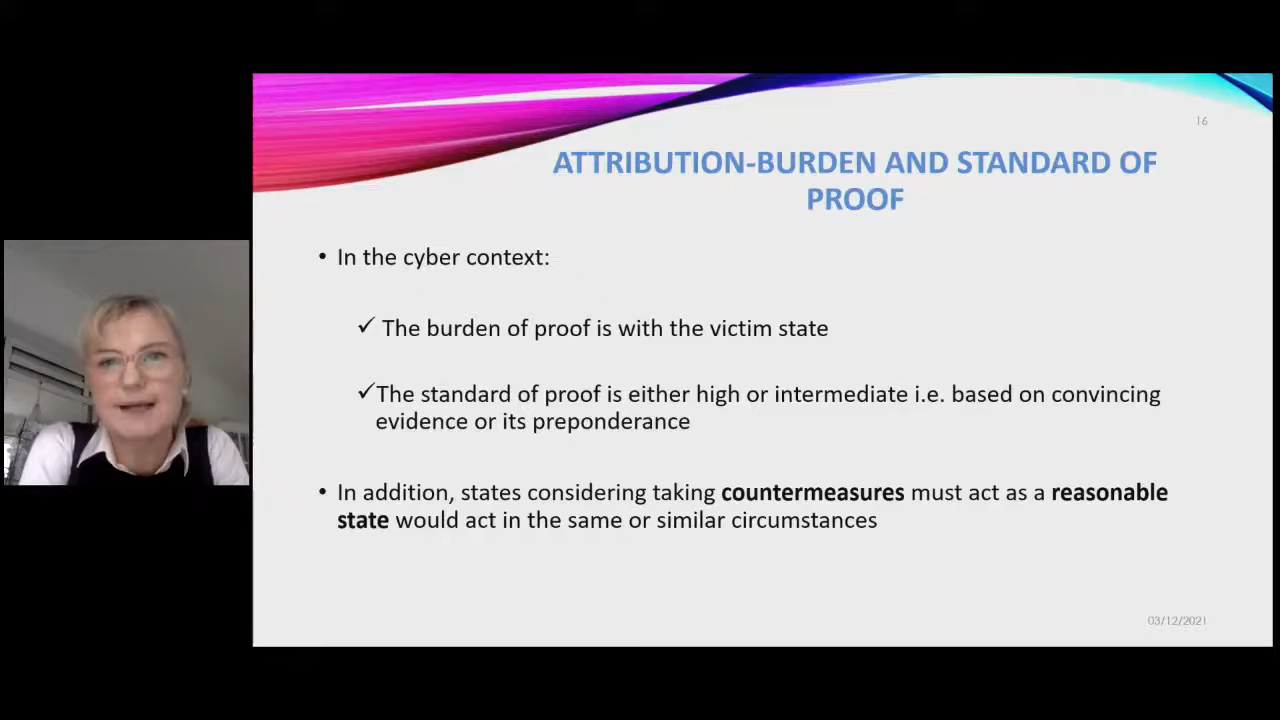 16
ATTRIBUTION-BURDEN AND STANDARD OF
PROOF
• In the cyber context:
✓ The burden of proof is with the victim state
✓The standard of proof is either high or intermediate i.e. based on convincing
evidence or its preponderance
• In addition, states considering taking countermeasures must act as a reasonable
state would act in the same or similar circumstances
03/12/2021